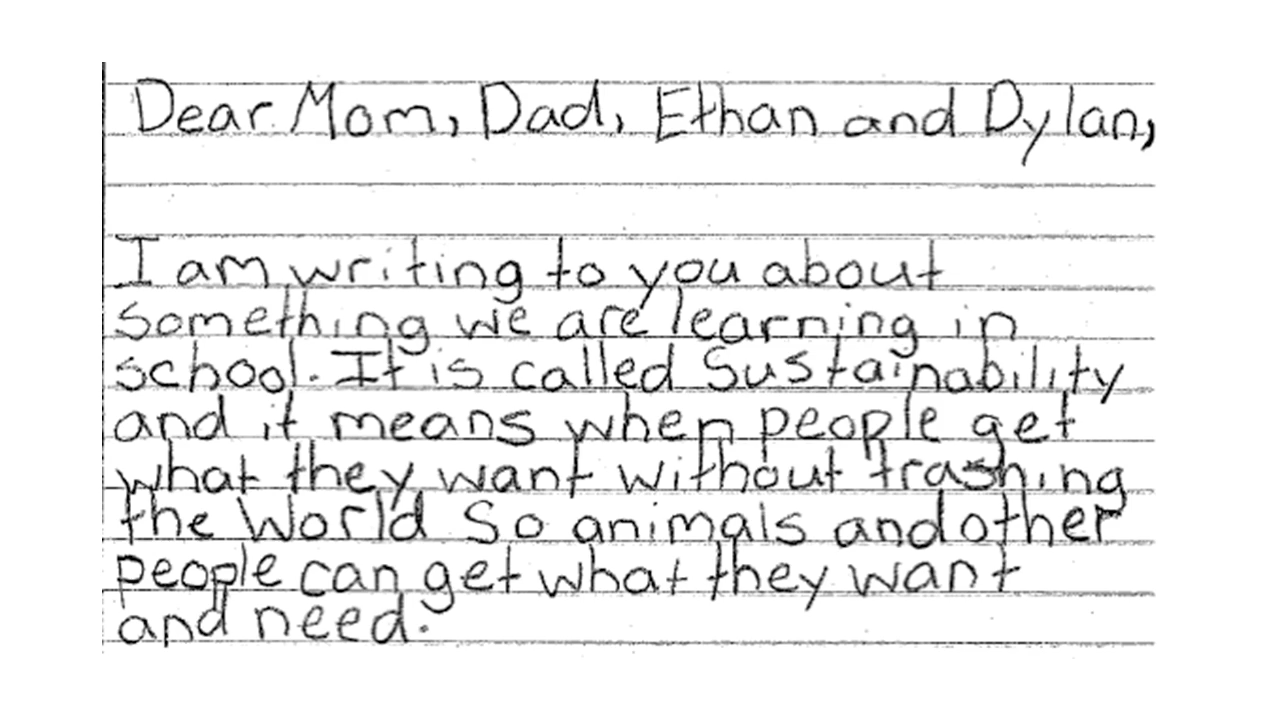 Dear Mom, Dad, Ethan and Dylan,
I am writing to you about
something we are learning in
school. It is called Sustainability
and it means when people get
what they want without trashing
the World So animals and other
people can get what they want
and need.